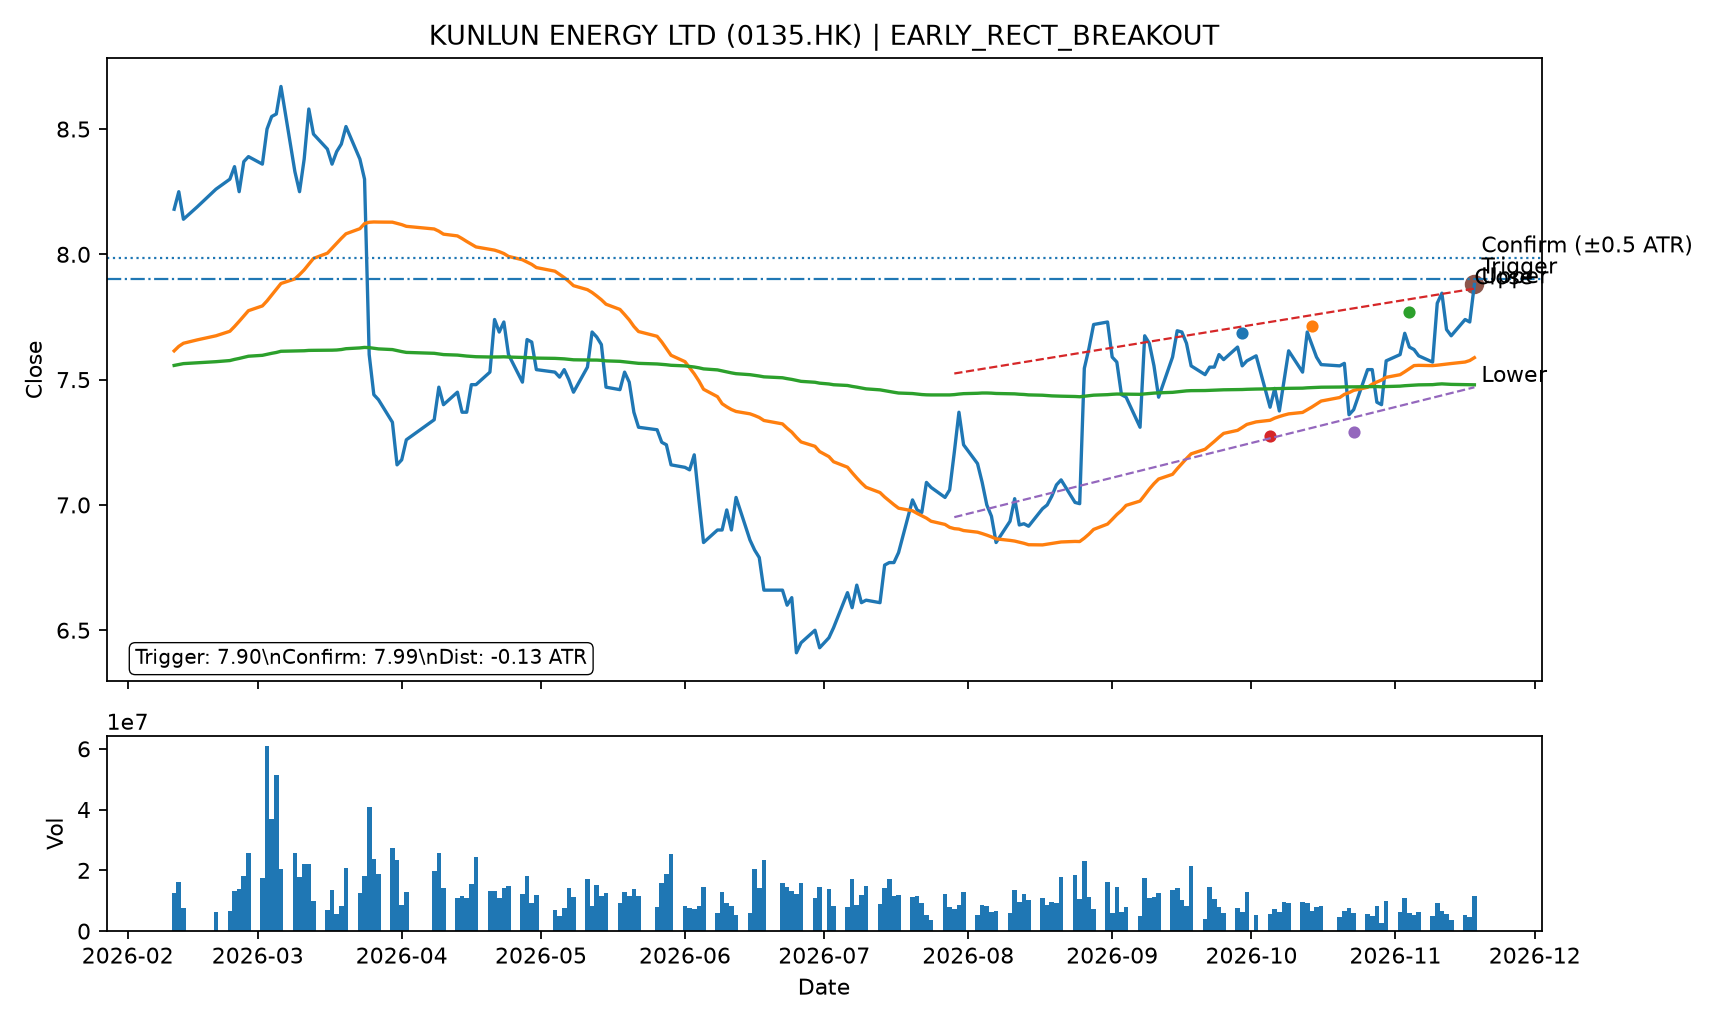 KUNLUN ENERGY LTD (0135.HK) | EARLY_RECT_BREAKOUT
Close
8.5
8.0
7.5
7.0
6.5
Confirm (±0.5 ATR)
Trigger
Upper
Close
Lower
Trigger: 7.90\nConfirm: 7.99\nDist: -0.13 ATR
1e7
Vol
6
4
2
0
2026-02
2026-03
2026-04
2026-05
2026-06
2026-07
2026-08
2026-09
2026-10
2026-11
2026-12
Date